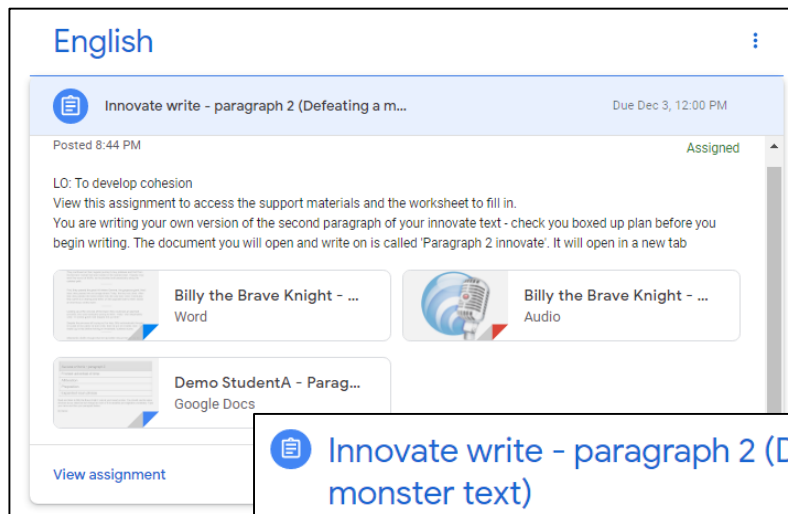 English
Innovate write - paragraph 2 (Defeating a m...
Due Dec 3, 12:00 PM
Posted 8:44 PM
Assigned
LO: To develop cohesion
View this assignment to access the support materials and the worksheet to fill in.
You are writing your own version of the second paragraph of your innovate text - check you boxed up plan before you
begin writing. The document you will open and write on is called 'Paragraph 2 innovate'. It will open in a new tab
Billy the Brave Knight - ...
Word
Billy the Brave Knight - ...
Audio
Demo StudentA - Parag...
Google Docs
View assignment
Innovate write - paragraph 2 (D
monster text)